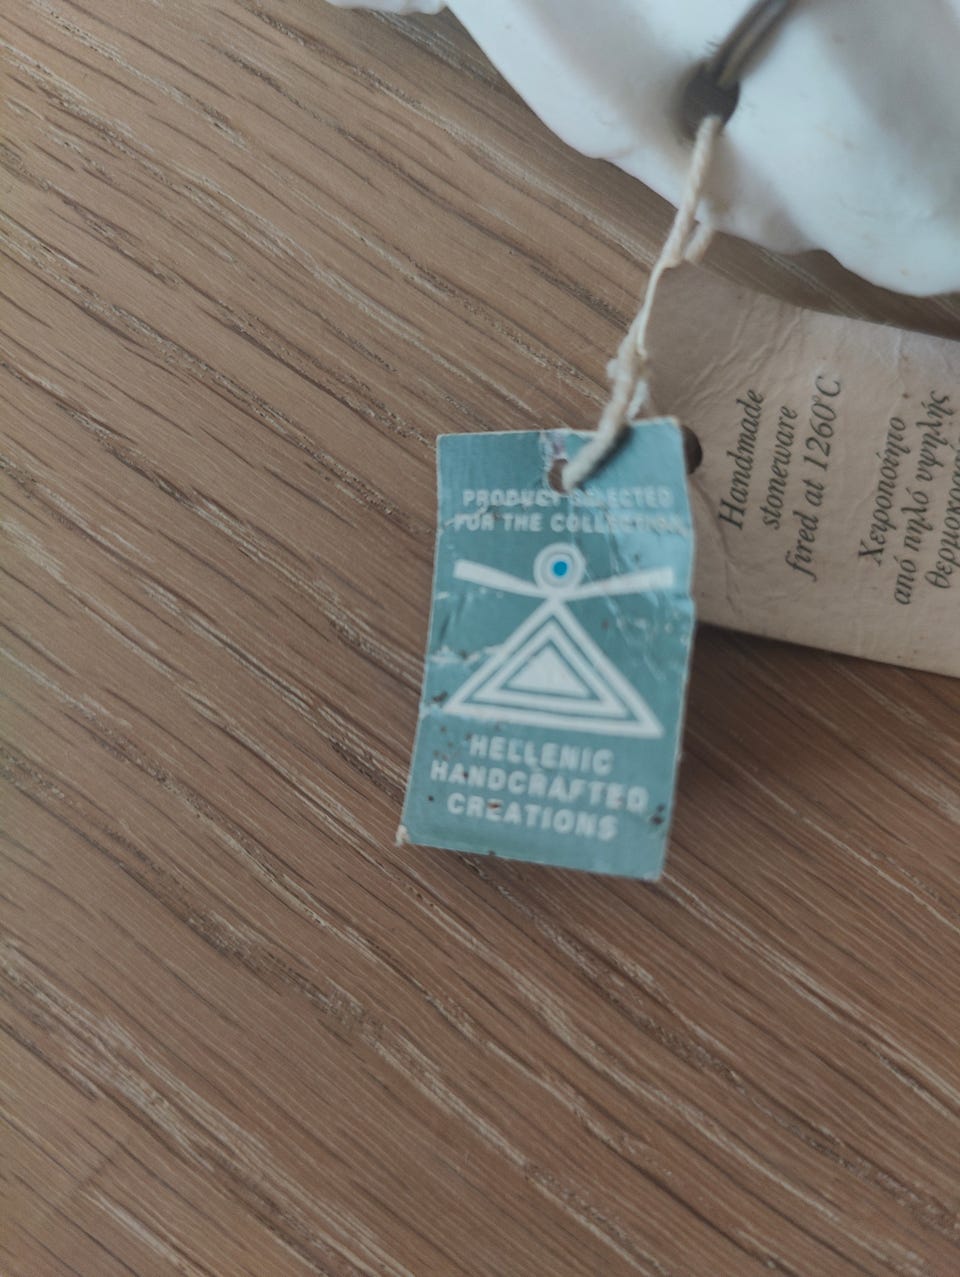 PRODUCT SELECTED
FOR THE COLLECTION
HELLENIC
HANDCRAFTED
CREATIONS
Handmade
stoneware
fired at 1260°C
Χειροποίητο
από πηλό υψηλής